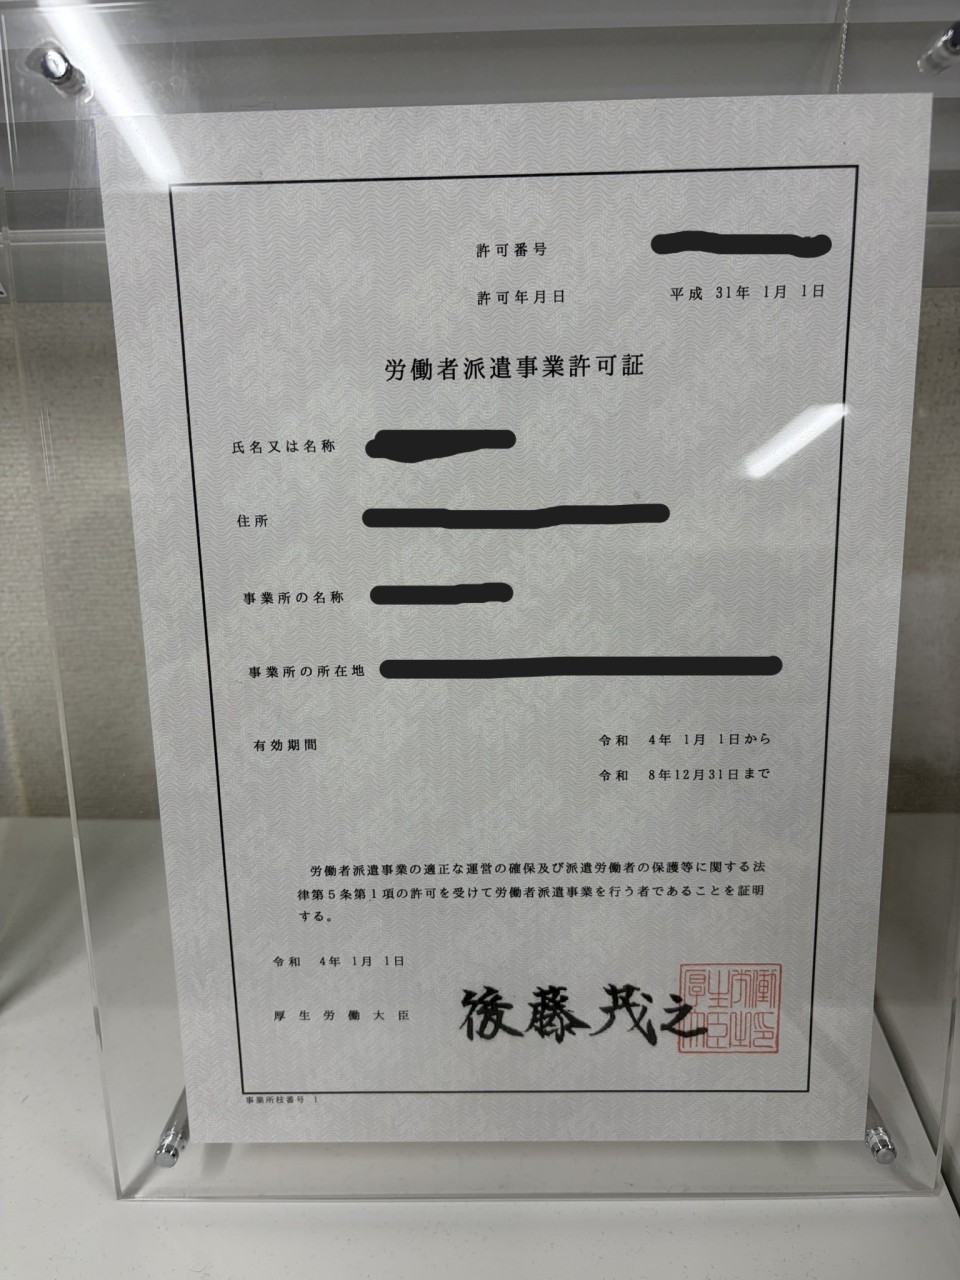 許可番号
許可年月日 平成 31年 1月 1日
労働者派遣事業許可証
氏名又は名称
住所
事業所の名称
事業所の所在地
有効期間 令和 4年 1月 1日から
令和 8年12月31日まで
労働者派遣事業の適正な運営の確保及び派遣労働者の保護等に関する法
律第5条第1項の許可を受けて労働者派遣事業を行う者であることを証明
する。
令和 4年 1月 1日
厚生労働大臣 後藤茂之
厚生労働大臣之印
事業所枝番号 1